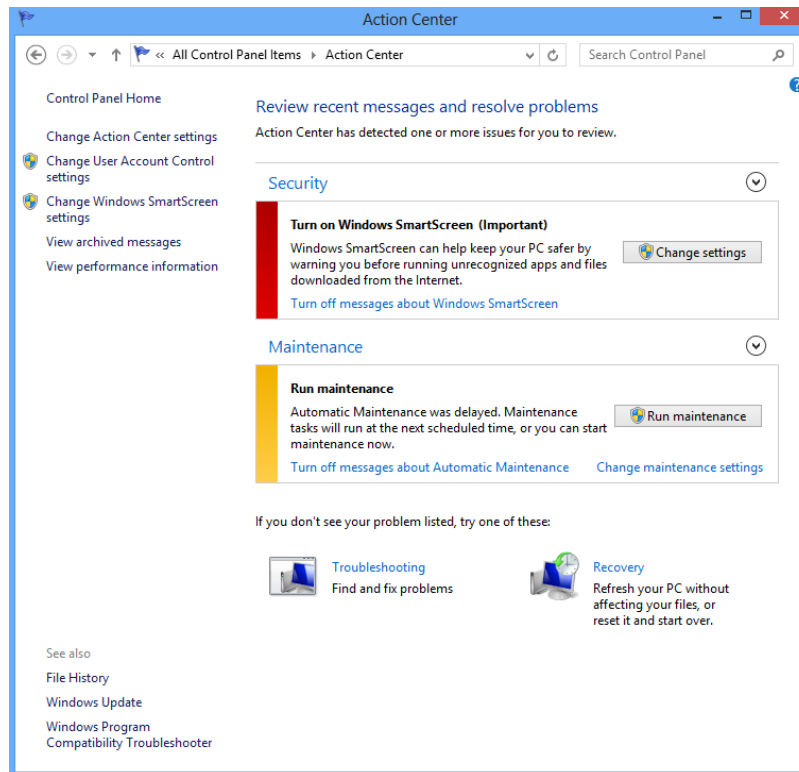 Action Center
« All Control Panel Items Action Center
Search Control Panel
Control Panel Home
Change Action Center settings
Change User Account Control
settings
Change Windows SmartScreen
settings
View archived messages
View performance information
Review recent messages and resolve problems
Action Center has detected one or more issues for you to review.
Security
Turn on Windows SmartScreen (Important)
Windows SmartScreen can help keep your PC safer by
warning you before running unrecognized apps and files
downloaded from the Internet.
Change settings
Turn off messages about Windows SmartScreen
Maintenance
Run maintenance
Automatic Maintenance was delayed. Maintenance
tasks will run at the next scheduled time, or you can start
maintenance now.
Run maintenance
Turn off messages about Automatic Maintenance
Change maintenance settings
If you don't see your problem listed, try one of these:
Troubleshooting
Find and fix problems
Recovery
Refresh your PC without
affecting your files, or
reset it and start over.
See also
File History
Windows Update
Windows Program
Compatibility Troubleshooter